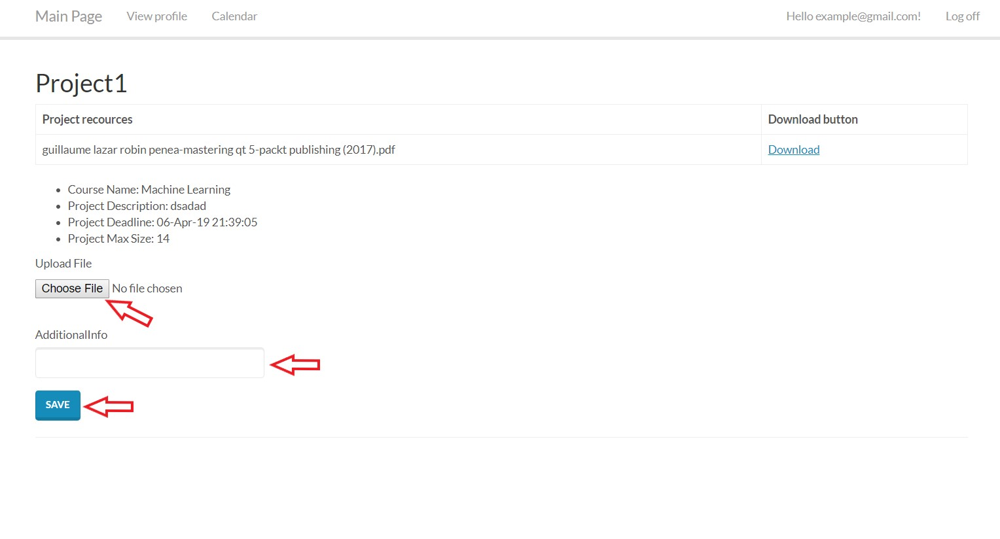 Main Page View profile Calendar Hello example@gmail.com! Log off
Project1
Project recources Download button
guillaume lazar robin penea-mastering qt 5-packt publishing (2017).pdf Download
Course Name: Machine Learning
Project Description: dsadad
Project Deadline: 06-Apr-19 21:39:05
Project Max Size: 14
Upload File
Choose File No file chosen
AdditionalInfo
SAVE